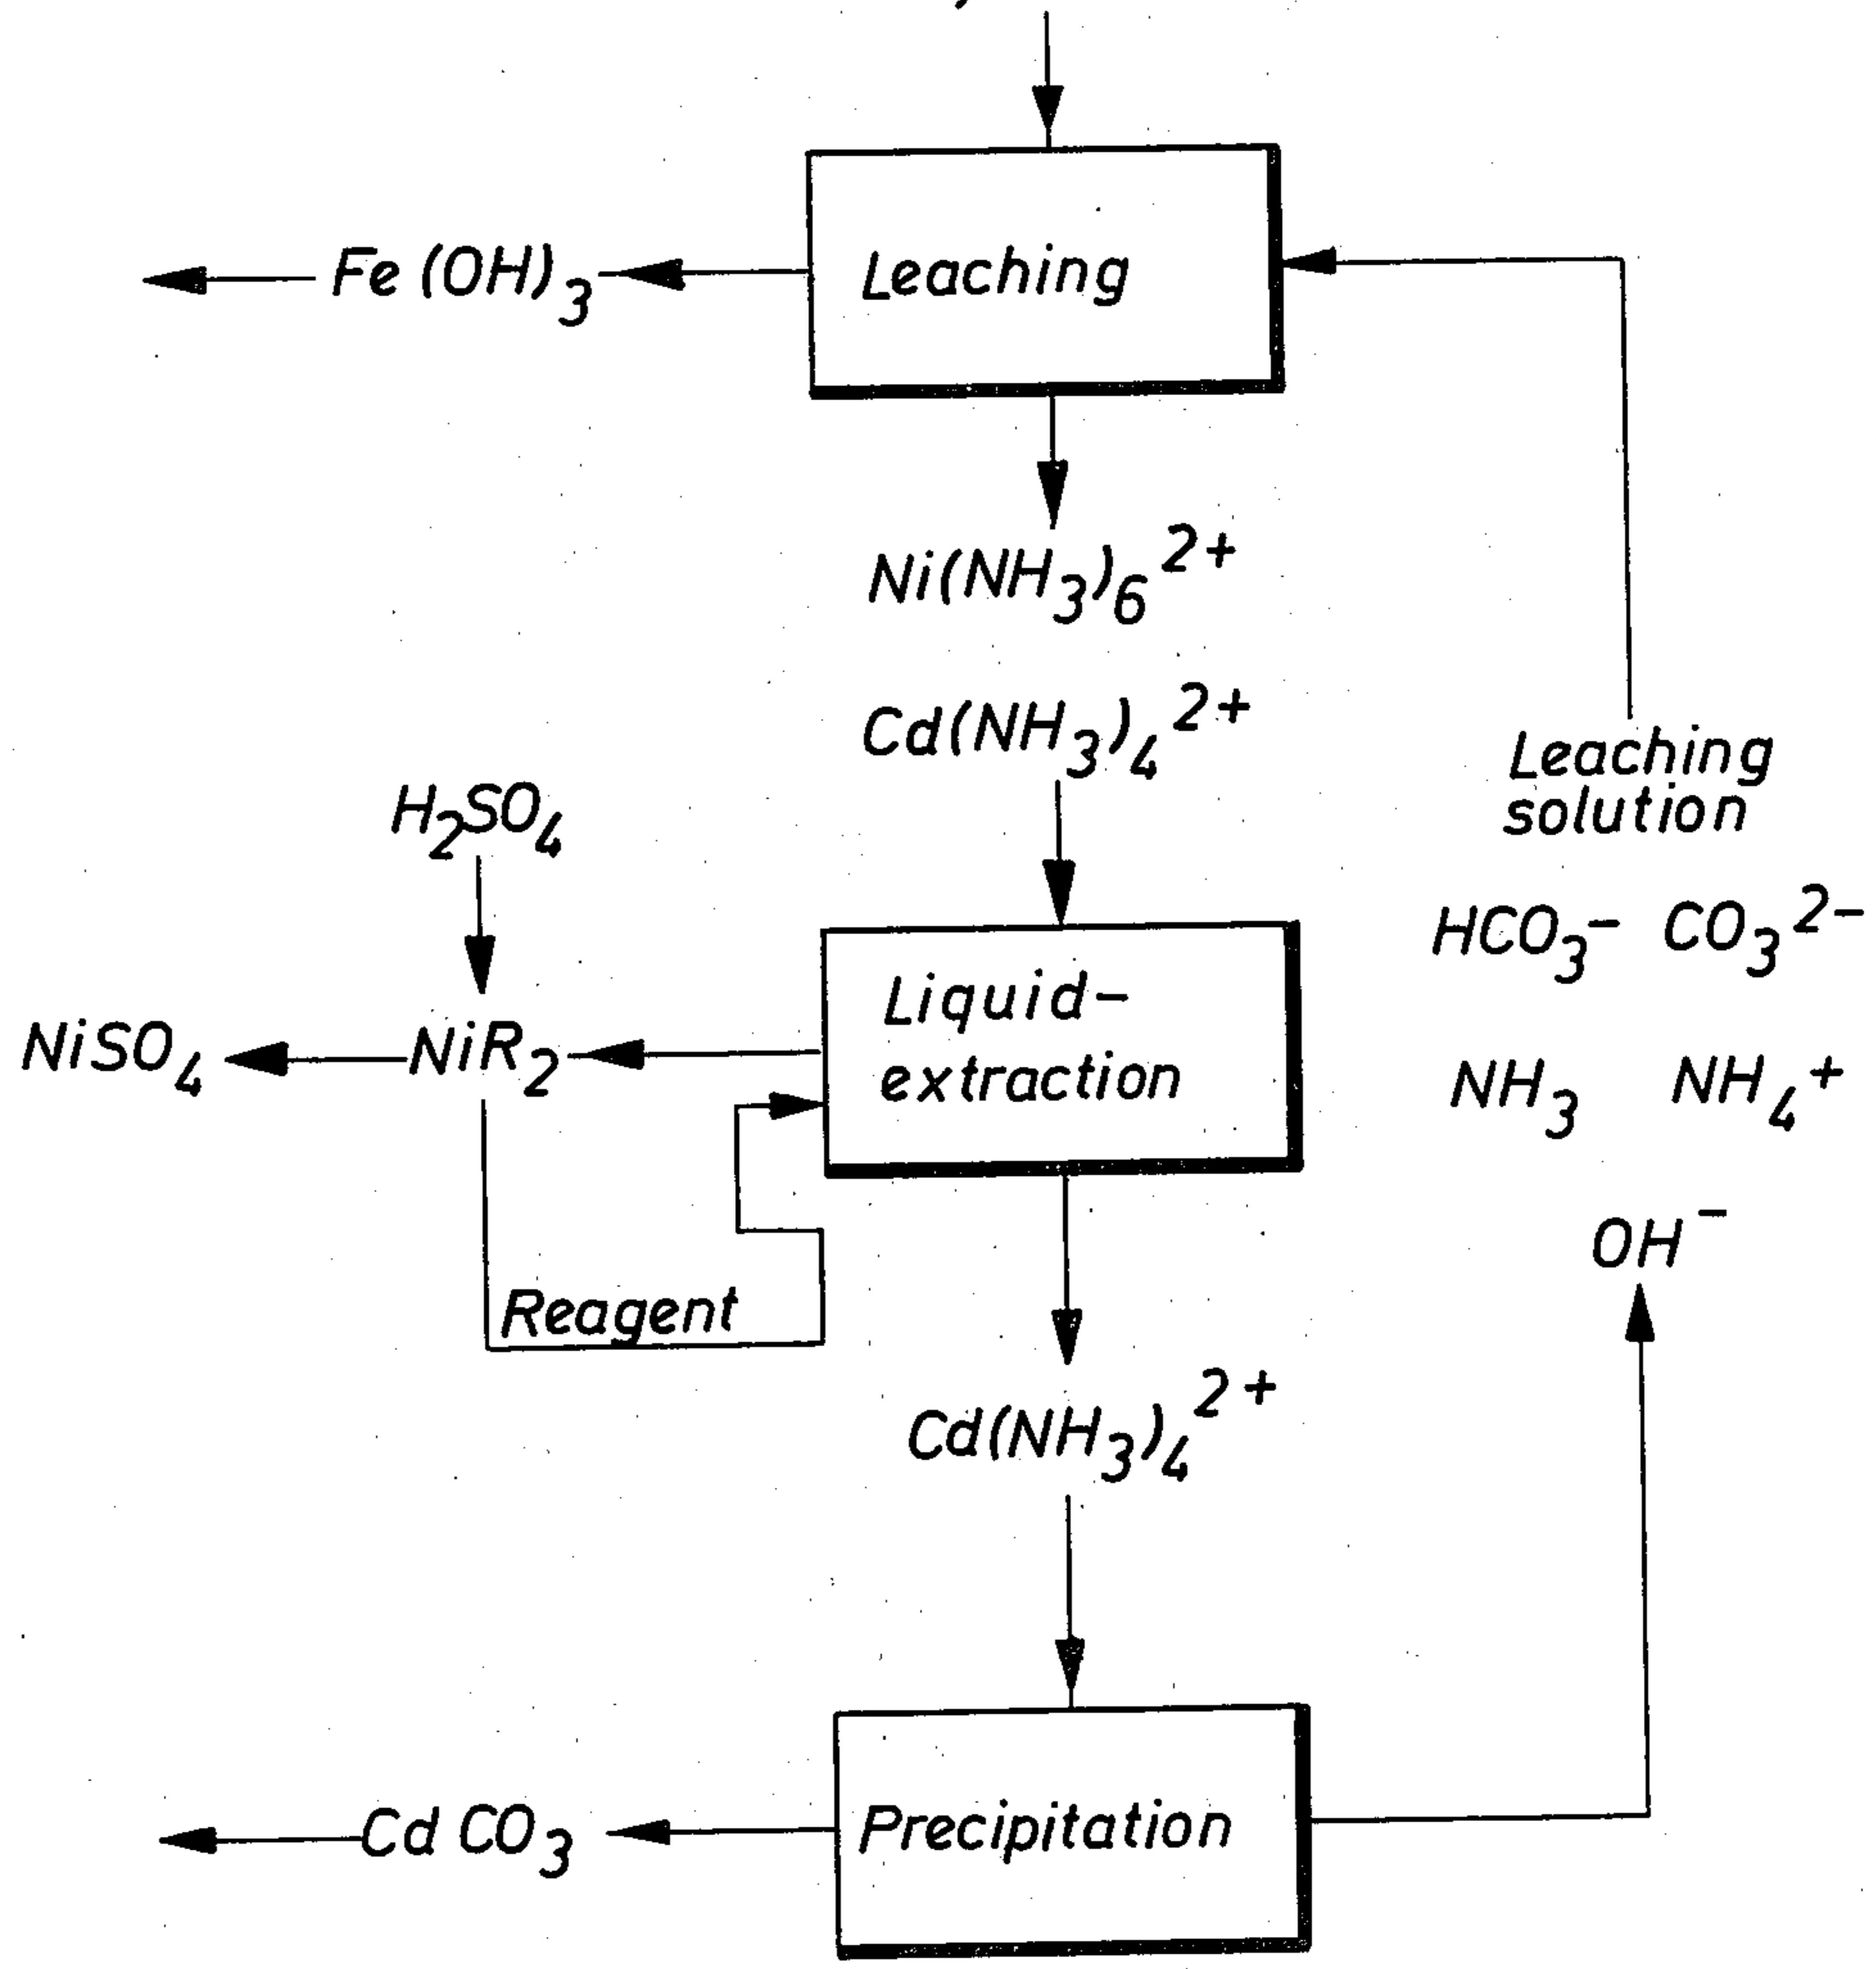 Fe(OH)3
Leaching
Ni(NH3)6 2+
Cd(NH3)4 2+
H2SO4
Leaching
solution
HCO3- CO3 2-
Liquid-
extraction
NiSO4
NiR2
NH3 NH4+
OH-
Reagent
Cd(NH3)4 2+
Cd CO3
Precipitation